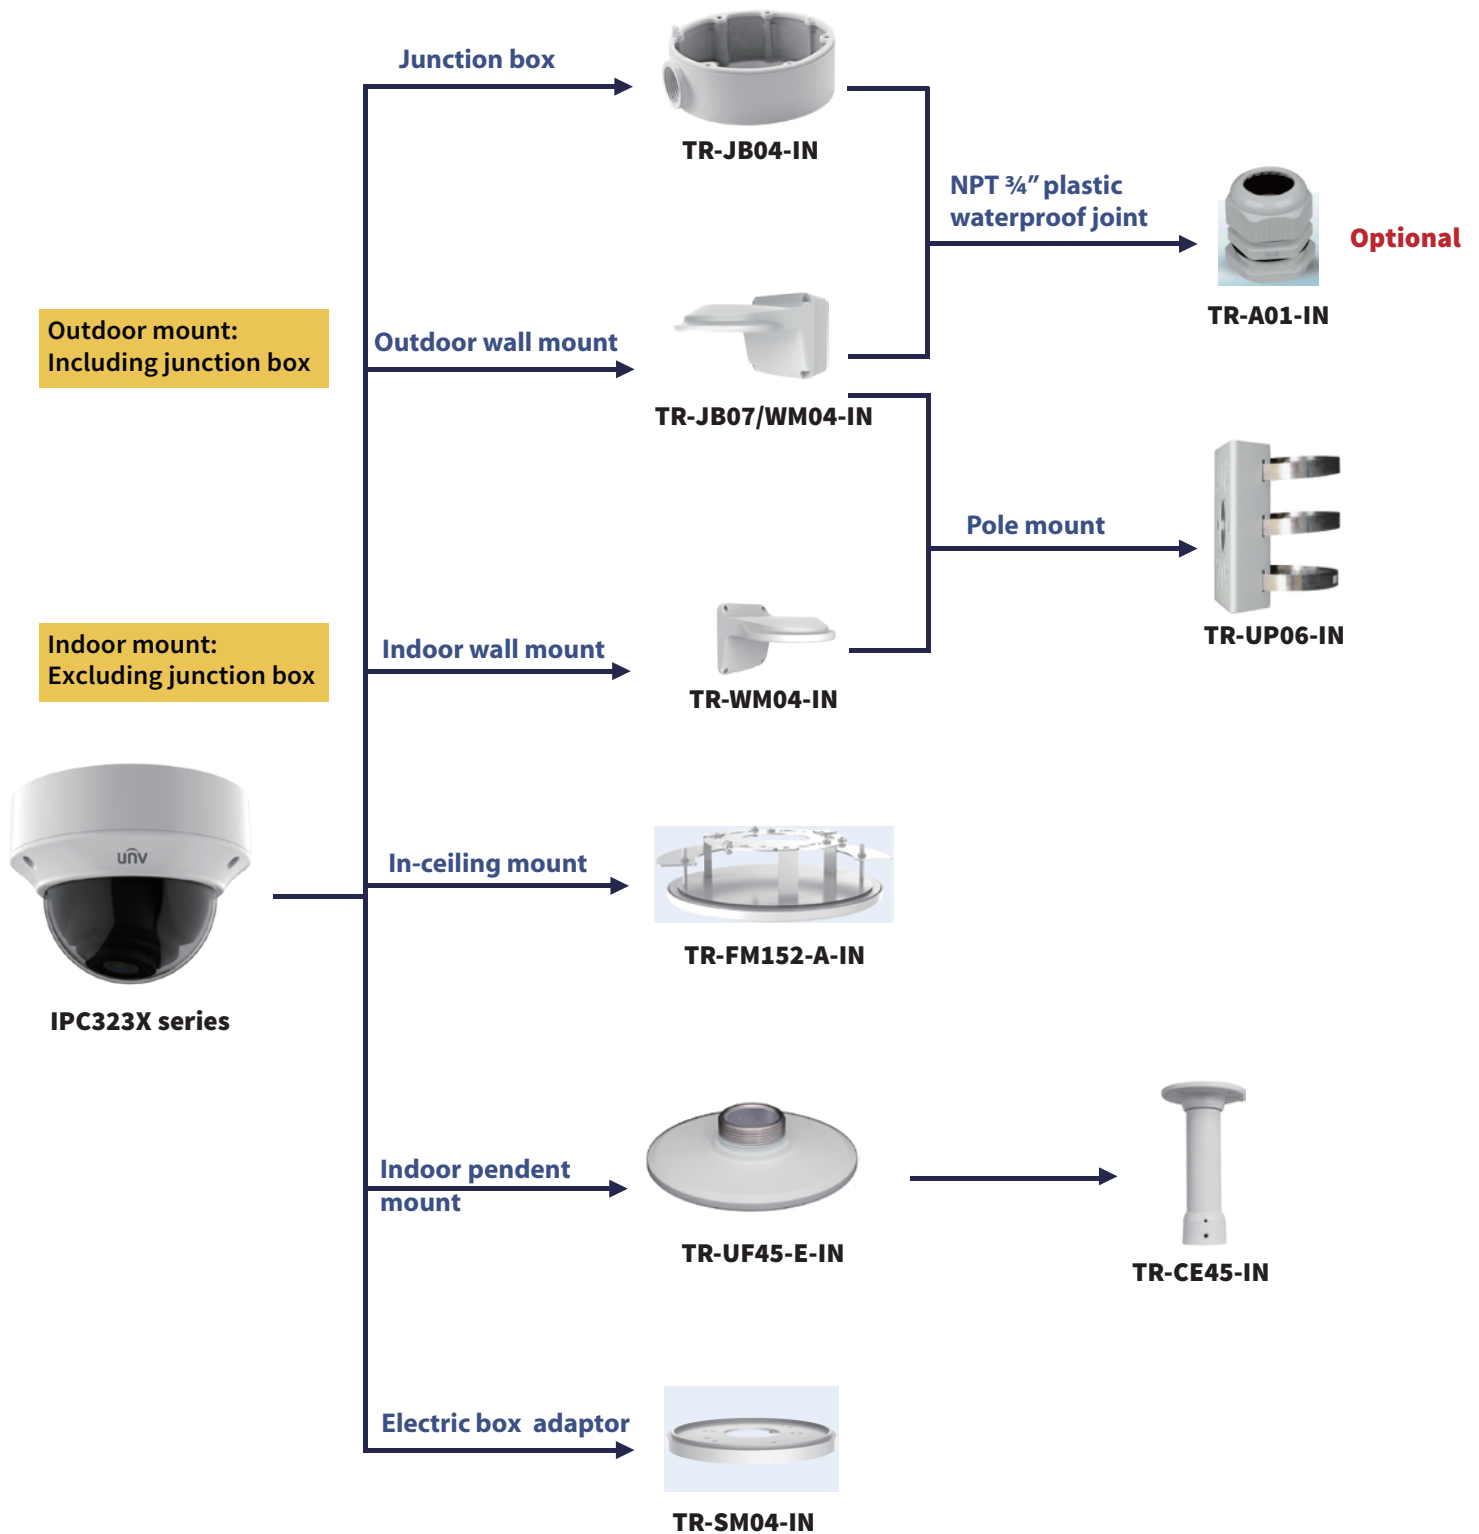 Junction box
TR-JB04-IN
NPT ¾” plastic
waterproof joint
Optional
TR-A01-IN
Outdoor mount:
Including junction box
Outdoor wall mount
TR-JB07/WM04-IN
Pole mount
TR-UP06-IN
Indoor mount:
Excluding junction box
Indoor wall mount
TR-WM04-IN
unv
In-ceiling mount
TR-FM152-A-IN
IPC323X series
Indoor pendent
mount
TR-UF45-E-IN
TR-CE45-IN
Electric box adaptor
TR-SM04-IN